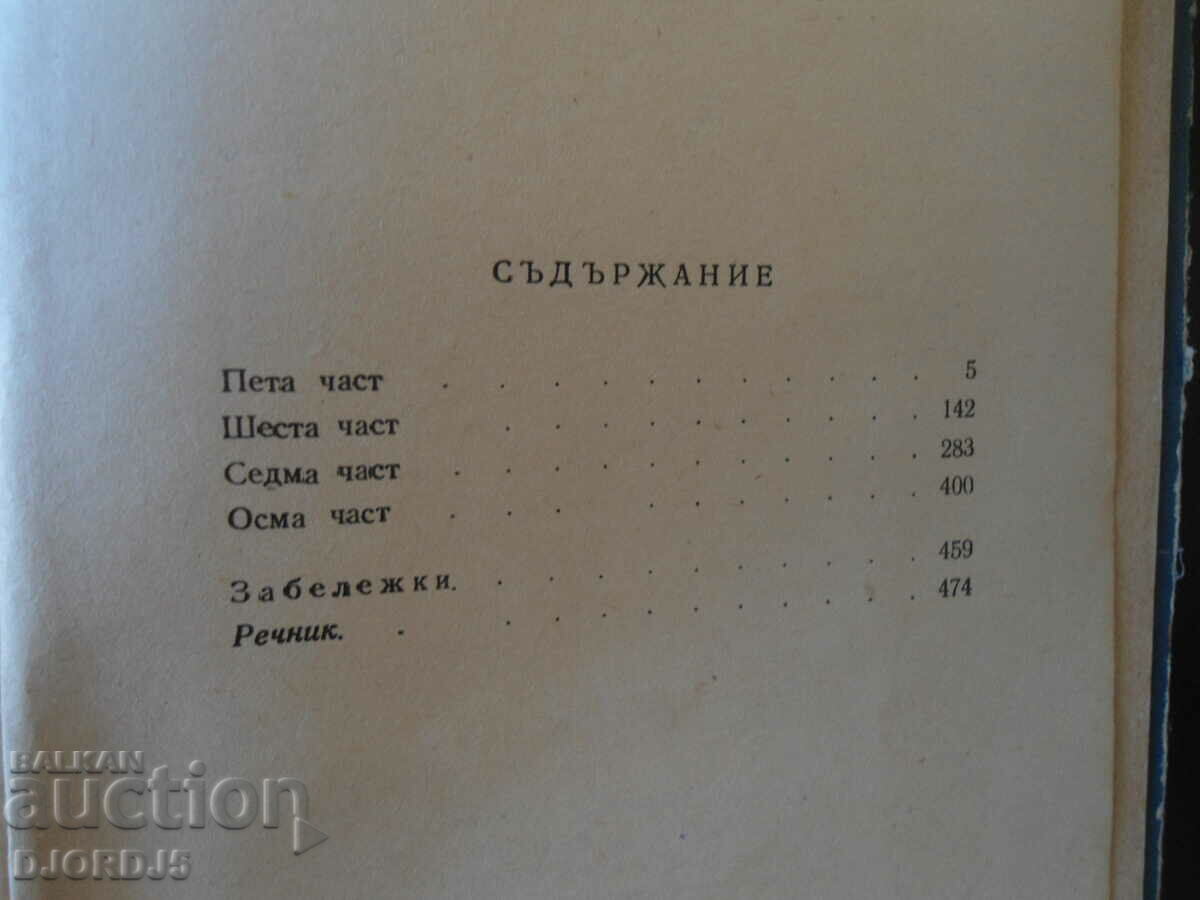 СЪДЪРЖАНИЕ
Пета част . . . . . . . . . . . 5
Шеста част . . . . . . . . . 142
Седма част . . . . . . . . . . 283
Осма част . . . . . . . . . 400
Забележки. . . . . . . . . . 459
Речник. . . . . . . . . . 474
BALKAN
auction
DJORDJ5